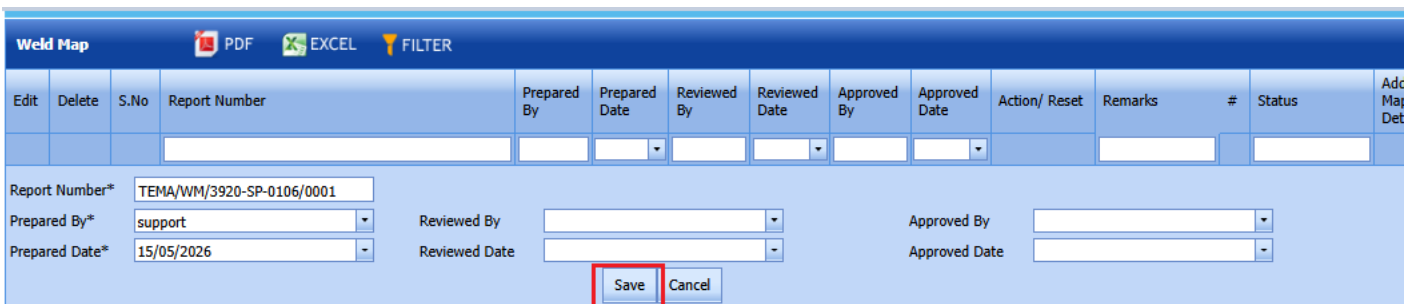 Weld Map PDF EXCEL FILTER
Edit Delete S.No Report Number Prepared By Prepared Date Reviewed By Reviewed Date Approved By Approved Date Action/ Reset Remarks # Status
Report Number* TEMA/WM/3920-SP-0106/0001
Prepared By* support Reviewed By Approved By
Prepared Date* 15/05/2026 Reviewed Date Approved Date
Save Cancel